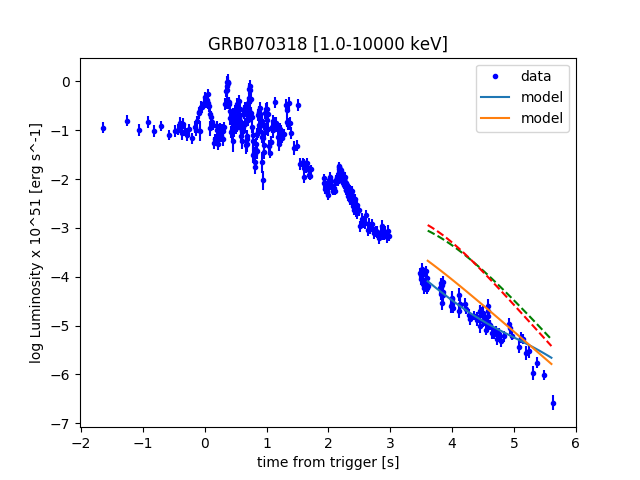 GRB070318 [1.0-10000 keV]
data
model
model
log Luminosity x 10^51 [erg s^-1]
0
−1
−2
−3
−4
−5
−6
−7
−2
−1
0
1
2
3
4
5
6
time from trigger [s]